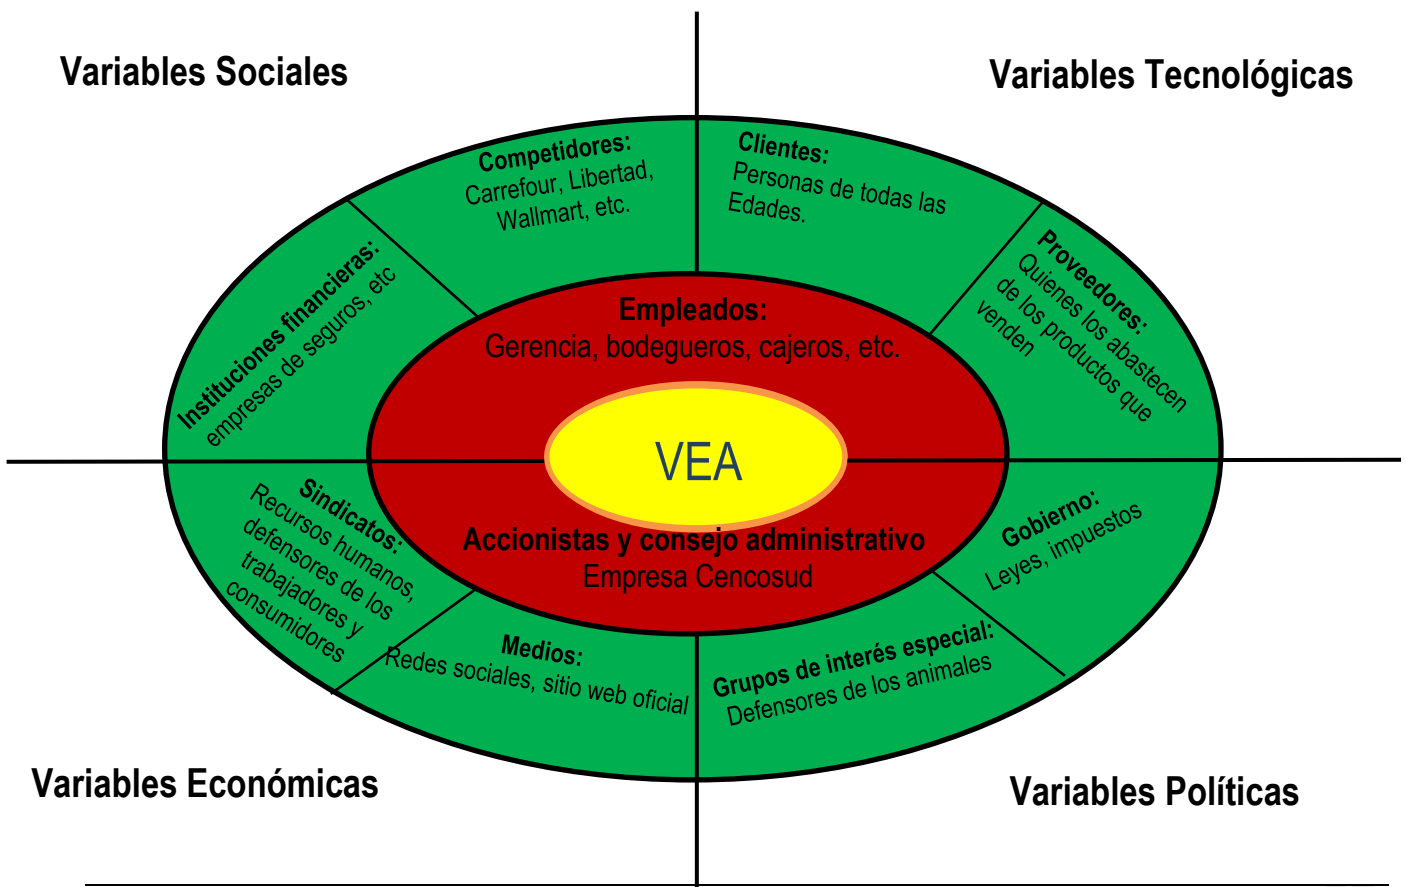 Variables Sociales
Variables Tecnológicas
Competidores:
Carrefour, Libertad,
Wallmart, etc.
Clientes:
Personas de todas las
Edades.
Instituciones financieras:
empresas de seguros, etc
Proveedores:
Quienes los abastecen
de los productos que
venden
Empleados:
Gerencia, bodegueros, cajeros, etc.
VEA
Accionistas y consejo administrativo
Empresa Cencosud
Sindicatos:
Recursos humanos,
defensores de los
trabajadores y
consumidores
Gobierno:
Leyes, impuestos
Medios:
Redes sociales, sitio web oficial
Grupos de interés especial:
Defensores de los animales
Variables Económicas
Variables Políticas